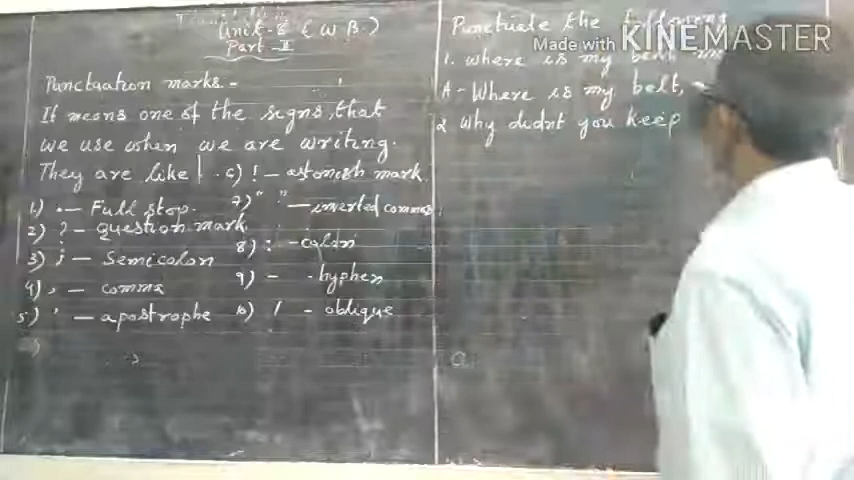 Unit-8 (W B.)
Part-II
Punctuation marks.-
It means one of the signs, that
we use when we are writing.
They are like
1) . - Full stop.
2) ? - question mark
3) ; - Semicolon
4) , - comma
5) ' - apostrophe
6) ! - astonish mark.
7) " " - inverted commas
8) : - colon
9) - - hyphen
10) / - oblique
Punctuate the following
1. where is my belt
A - Where is my belt,
2 Why didnt you keep
Made with KINEMASTER